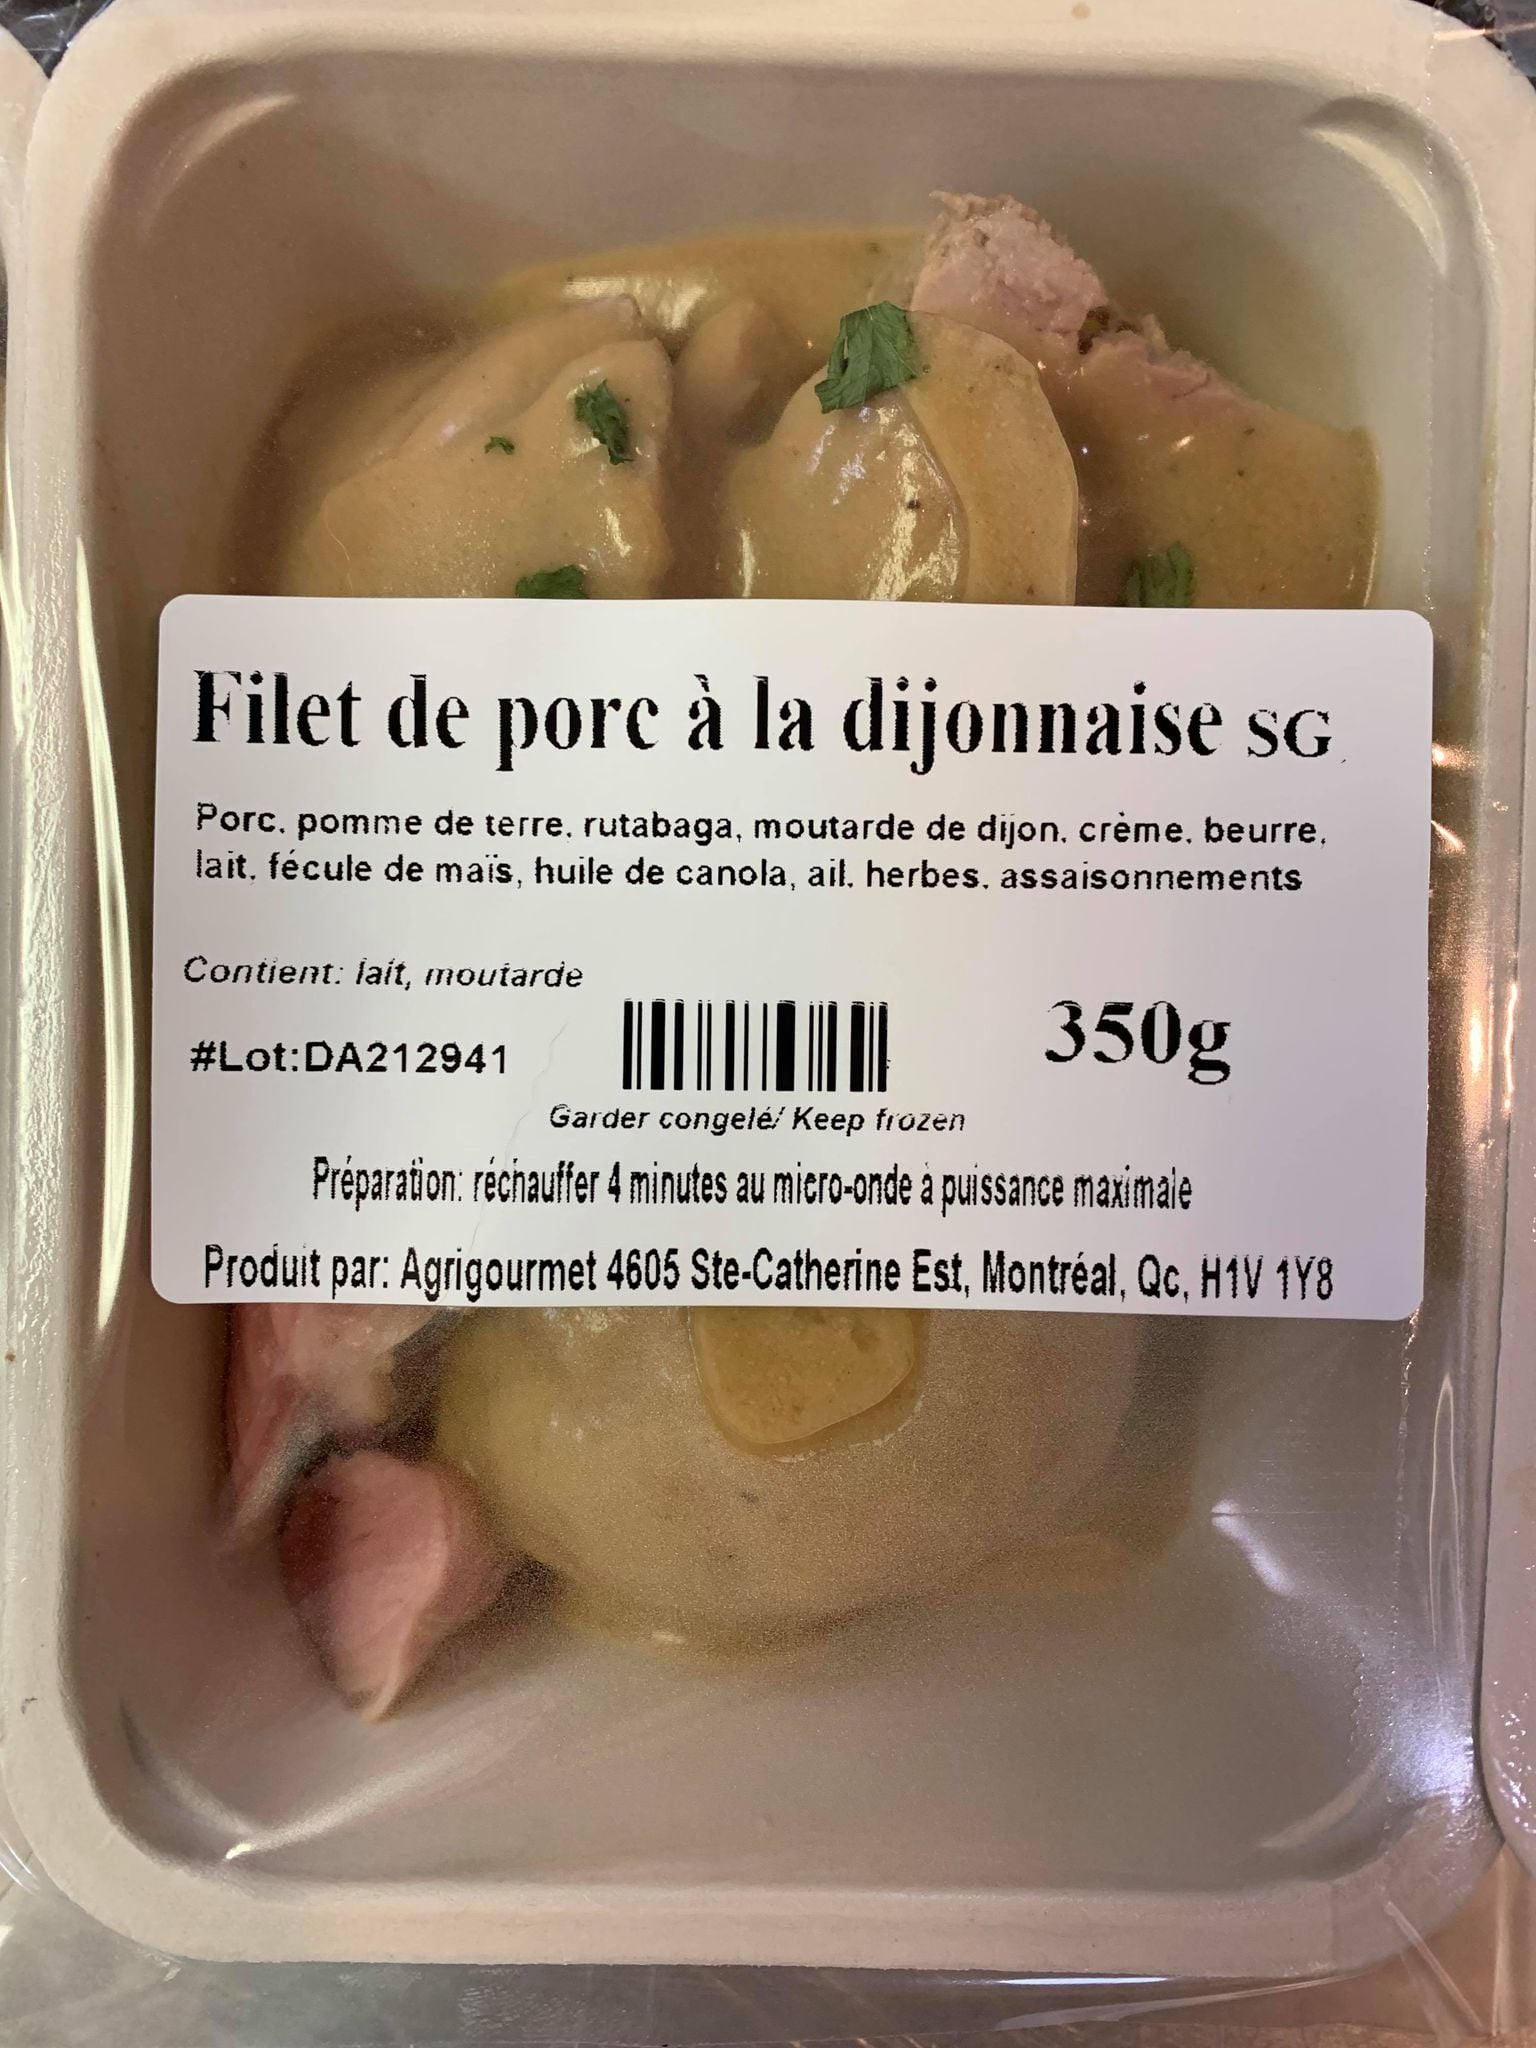 Filet de porc à la dijonnaise SG
Porc, pomme de terre, rutabaga, moutarde de dijon, crème, beurre,
lait, fécule de maïs, huile de canola, ail, herbes, assaisonnements
Contient: lait, moutarde
#Lot:DA212941
350g
Garder congelé/ Keep frozen
Préparation: réchauffer 4 minutes au micro-onde à puissance maximale
Produit par: Agrigourmet 4605 Ste-Catherine Est, Montréal, Qc, H1V 1Y8